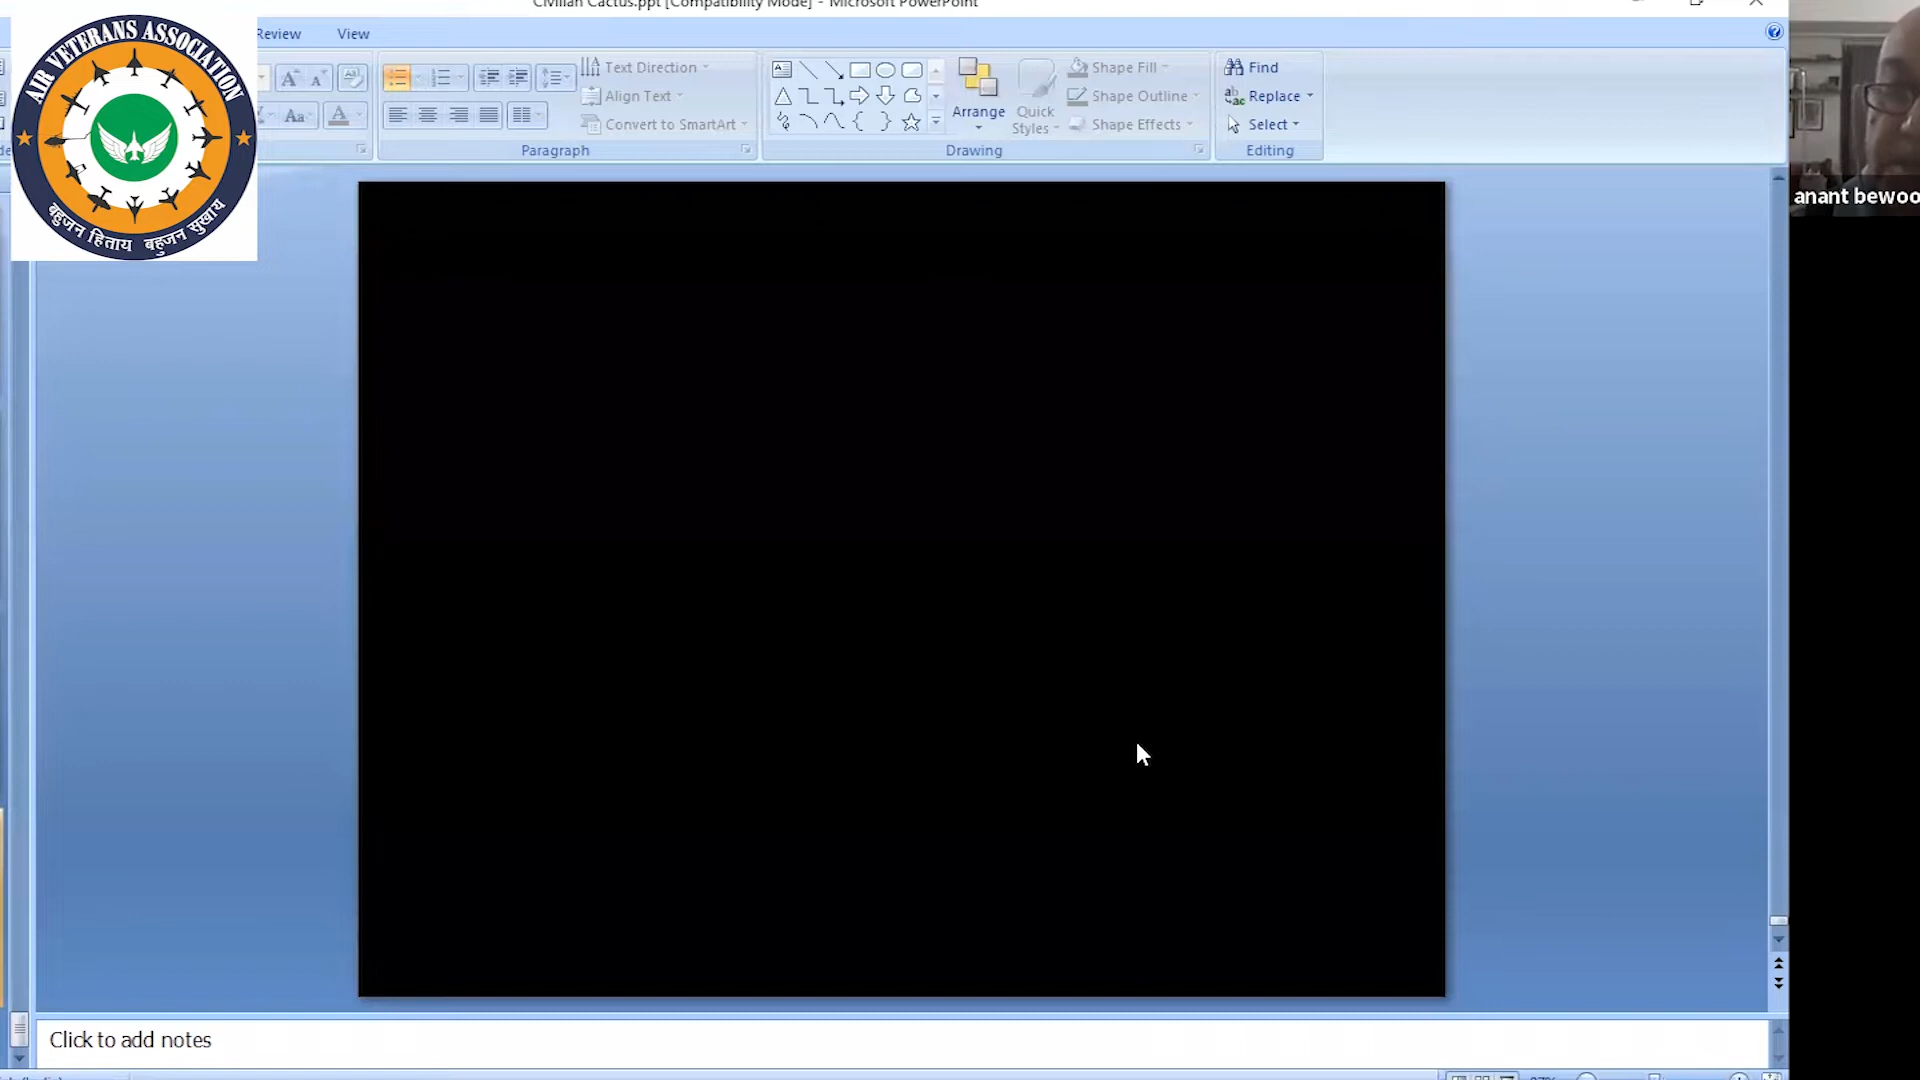 Civilian Cactus.ppt [Compatibility Mode] - Microsoft PowerPoint
AIR VETERANS ASSOCIATION
बहुजन हिताय बहुजन सुखाय
Review
View
Text Direction
Align Text
Convert to SmartArt
Paragraph
Arrange
Quick
Styles
Shape Fill
Shape Outline
Shape Effects
Drawing
Find
Replace
Select
Editing
anant bewoo
Click to add notes